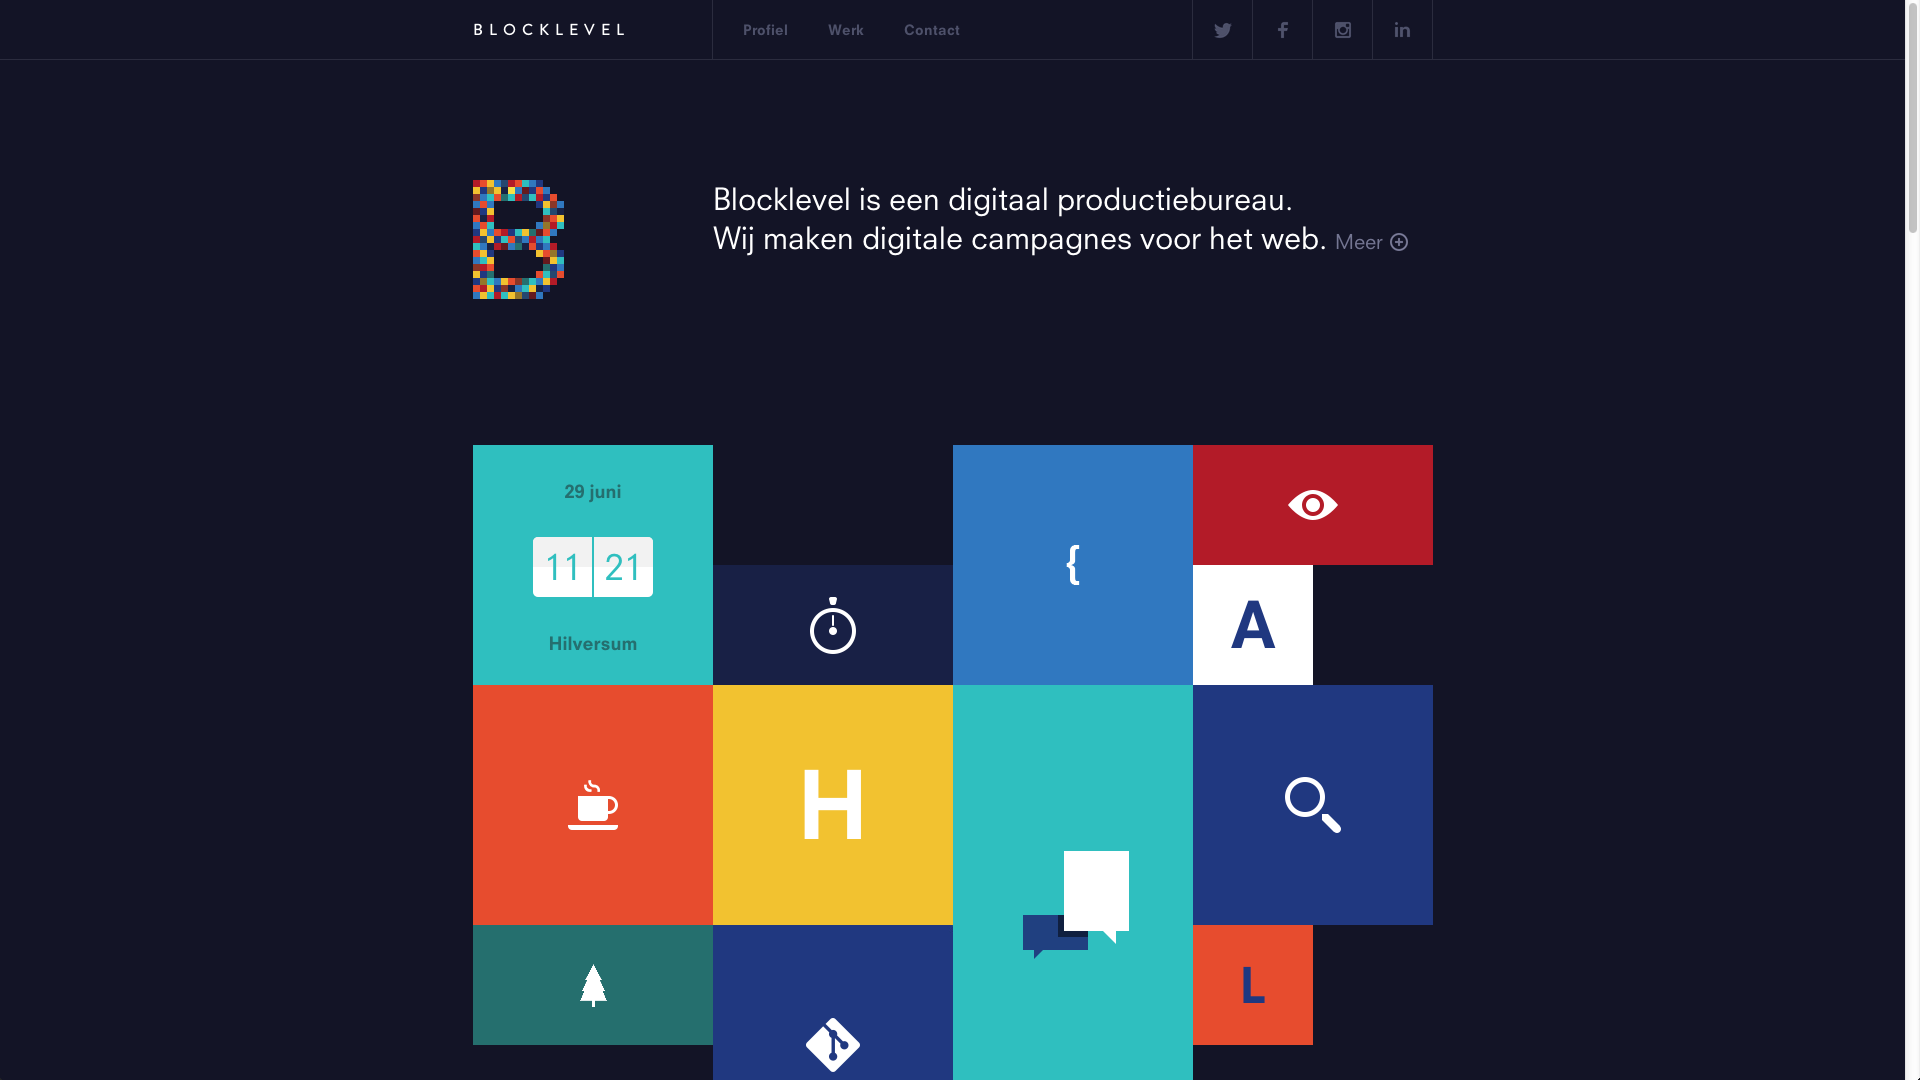 BLOCKLEVEL
Profiel
Werk
Contact
B
Blocklevel is een digitaal productiebureau.
Wij maken digitale campagnes voor het web. Meer
29 juni
11 21
Hilversum
{
A
H
L